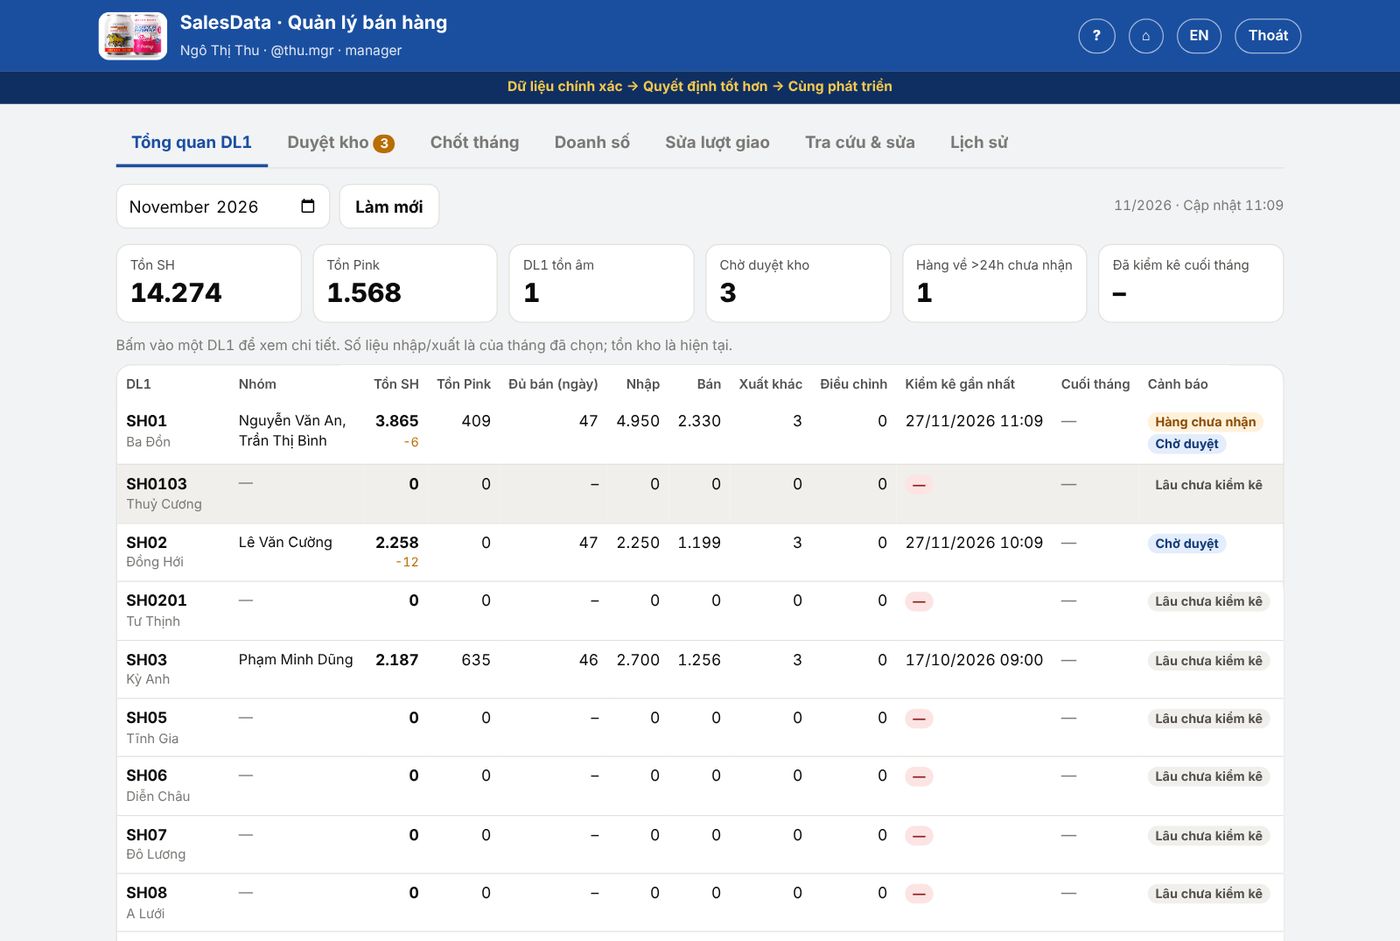 SalesData · Quản lý bán hàng
Ngô Thị Thu · @thu.mgr · manager
? ⌂ EN Thoát
Dữ liệu chính xác → Quyết định tốt hơn → Cùng phát triển
Tổng quan DL1 Duyệt kho 3 Chốt tháng Doanh số Sửa lượt giao Tra cứu & sửa Lịch sử
November 2026 Làm mới 11/2026 · Cập nhật 11:09
Tồn SH Tồn Pink DL1 tồn âm Chờ duyệt kho Hàng về >24h chưa nhận Đã kiểm kê cuối tháng
14.274 1.568 1 3 1 –
Bấm vào một DL1 để xem chi tiết. Số liệu nhập/xuất là của tháng đã chọn; tồn kho là hiện tại.
DL1 Nhóm Tồn SH Tồn Pink Đủ bán (ngày) Nhập Bán Xuất khác Điều chỉnh Kiểm kê gần nhất Cuối tháng Cảnh báo
SH01 Nguyễn Văn An, 3.865 409 47 4.950 2.330 3 0 27/11/2026 11:09 — Hàng chưa nhận
Ba Đồn Trần Thị Bình -6 Chờ duyệt
SH0103 — 0 0 – 0 0 0 0 — — Lâu chưa kiểm kê
Thuỷ Cương
SH02 Lê Văn Cường 2.258 0 47 2.250 1.199 3 0 27/11/2026 10:09 — Chờ duyệt
Đồng Hới -12
SH0201 — 0 0 – 0 0 0 0 — — Lâu chưa kiểm kê
Tư Thịnh
SH03 Phạm Minh Dũng 2.187 635 46 2.700 1.256 3 0 17/10/2026 09:00 — Lâu chưa kiểm kê
Kỳ Anh
SH05 — 0 0 – 0 0 0 0 — — Lâu chưa kiểm kê
Tĩnh Gia
SH06 — 0 0 – 0 0 0 0 — — Lâu chưa kiểm kê
Diễn Châu
SH07 — 0 0 – 0 0 0 0 — — Lâu chưa kiểm kê
Đô Lương
SH08 — 0 0 – 0 0 0 0 — — Lâu chưa kiểm kê
A Lưới